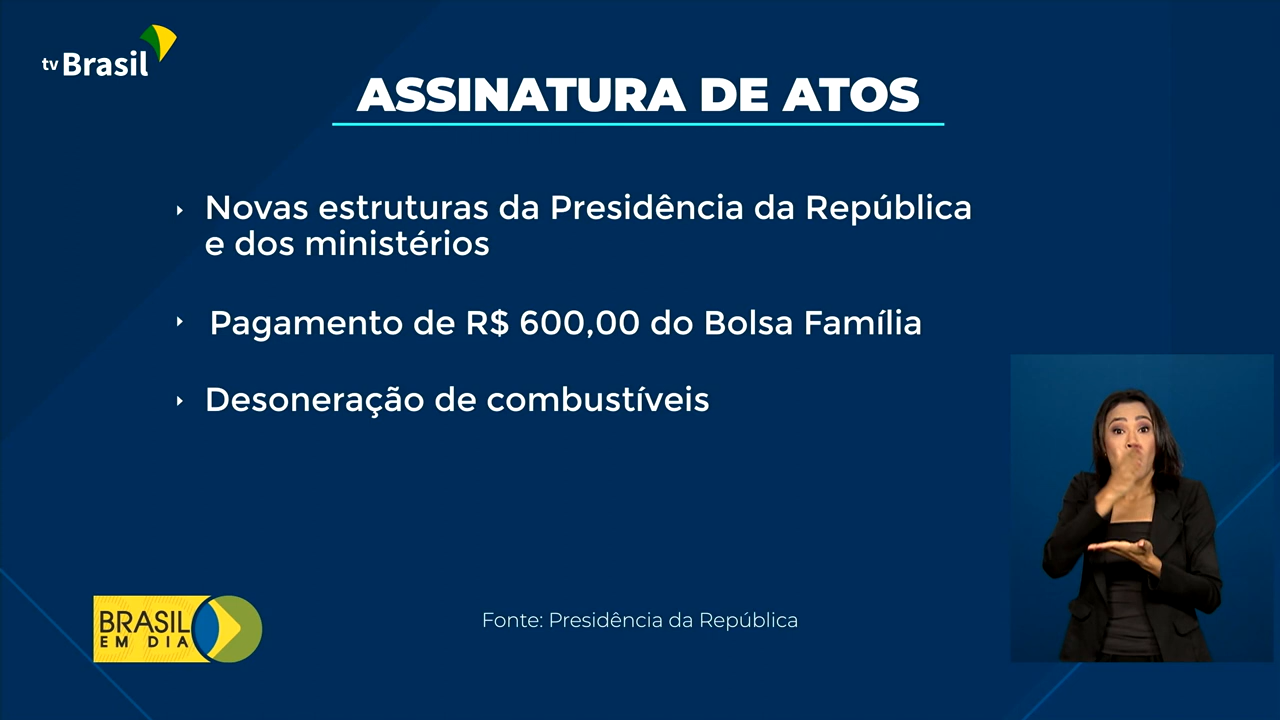 tv Brasil
ASSINATURA DE ATOS
Novas estruturas da Presidência da República
e dos ministérios
Pagamento de R$ 600,00 do Bolsa Família
Desoneração de combustíveis
BRASIL
EM DIA
Fonte: Presidência da República